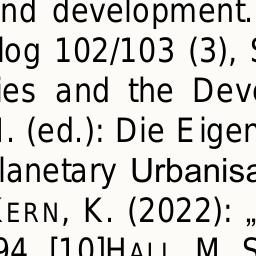 nd development.
log 102/103 (3), S
ies and the Deve
. (ed.): Die Eigen
lanetary Urbanisa
KERN, K. (2022): „
94. [10]HALL, M. S